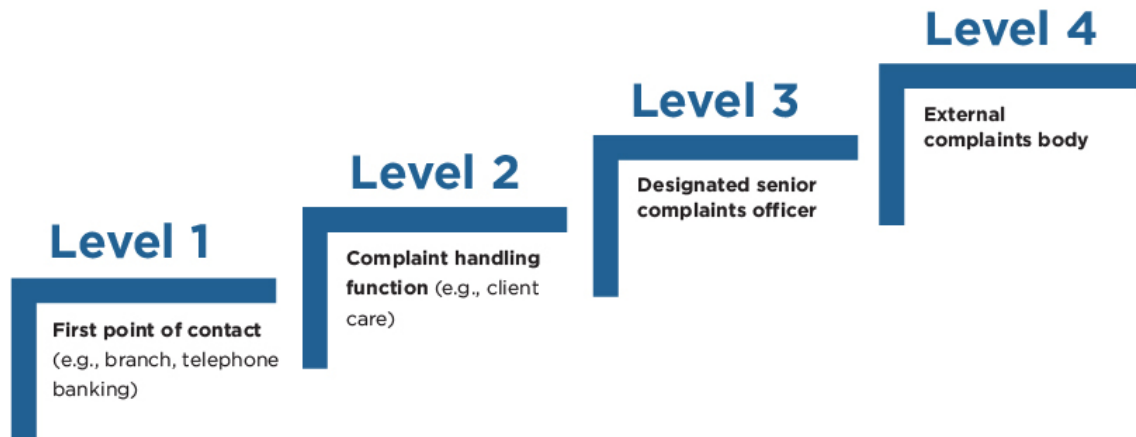 Level 1
First point of contact
(e.g., branch, telephone
banking)
Level 2
Complaint handling
function (e.g., client
care)
Level 3
Designated senior
complaints officer
Level 4
External
complaints body